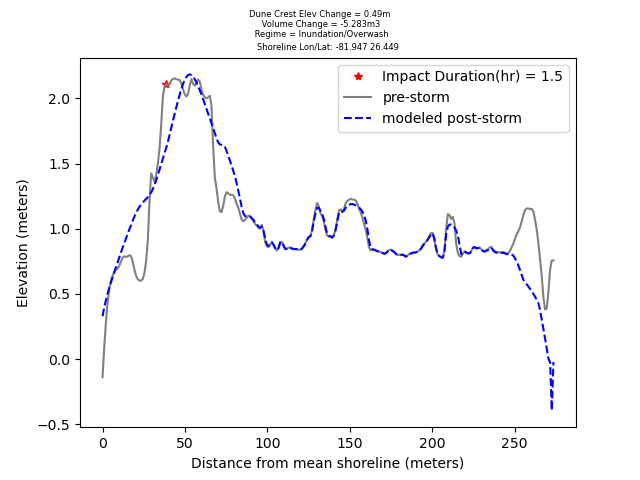 Dune Crest Elev Change = 0.49m
Volume Change = -5.283m3
Regime = Inundation/Overwash
Shoreline Lon/Lat: -81.947 26.449
Impact Duration(hr) = 1.5
pre-storm
modeled post-storm
Elevation (meters)
2.0
1.5
1.0
0.5
0.0
−0.5
0 50 100 150 200 250
Distance from mean shoreline (meters)